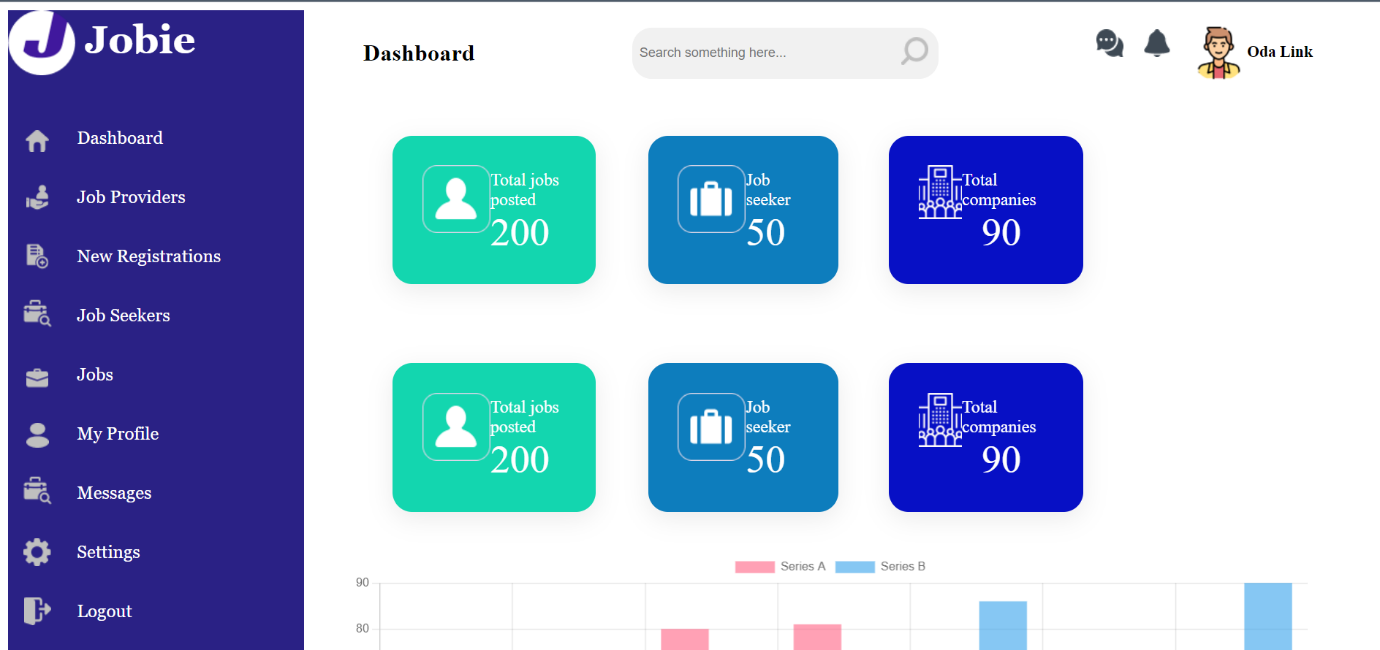 Jobie
Dashboard
Job Providers
New Registrations
Job Seekers
Jobs
My Profile
Messages
Settings
Logout
Dashboard
Search something here...
Oda Link
Total jobs
posted
200
Job
seeker
50
Total
companies
90
Total jobs
posted
200
Job
seeker
50
Total
companies
90
Series A Series B
90
80